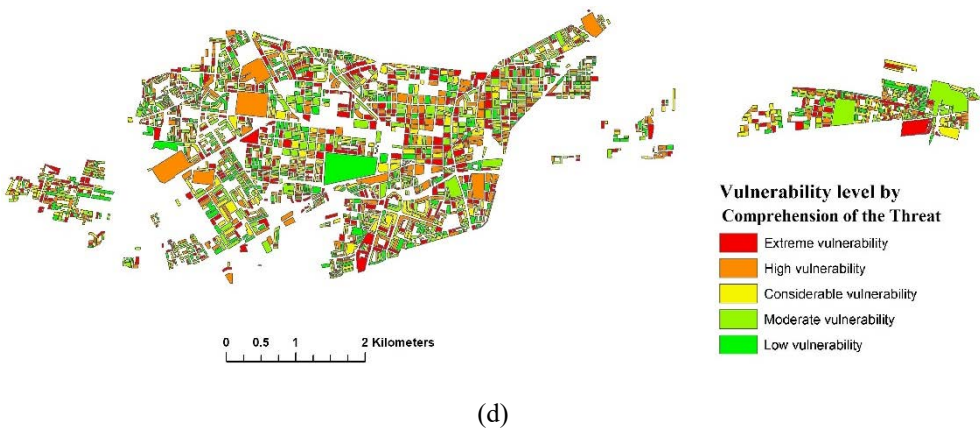 Vulnerability level by
Comprehension of the Threat
Extreme vulnerability
High vulnerability
Considerable vulnerability
Moderate vulnerability
Low vulnerability
0 0.5 1 2 Kilometers
(d)